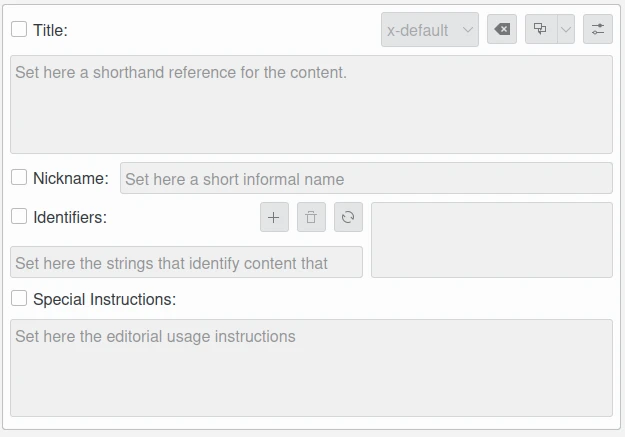 Title:
x-default
Set here a shorthand reference for the content.
Nickname:
Set here a short informal name
Identifiers:
Set here the strings that identify content that
Special Instructions:
Set here the editorial usage instructions